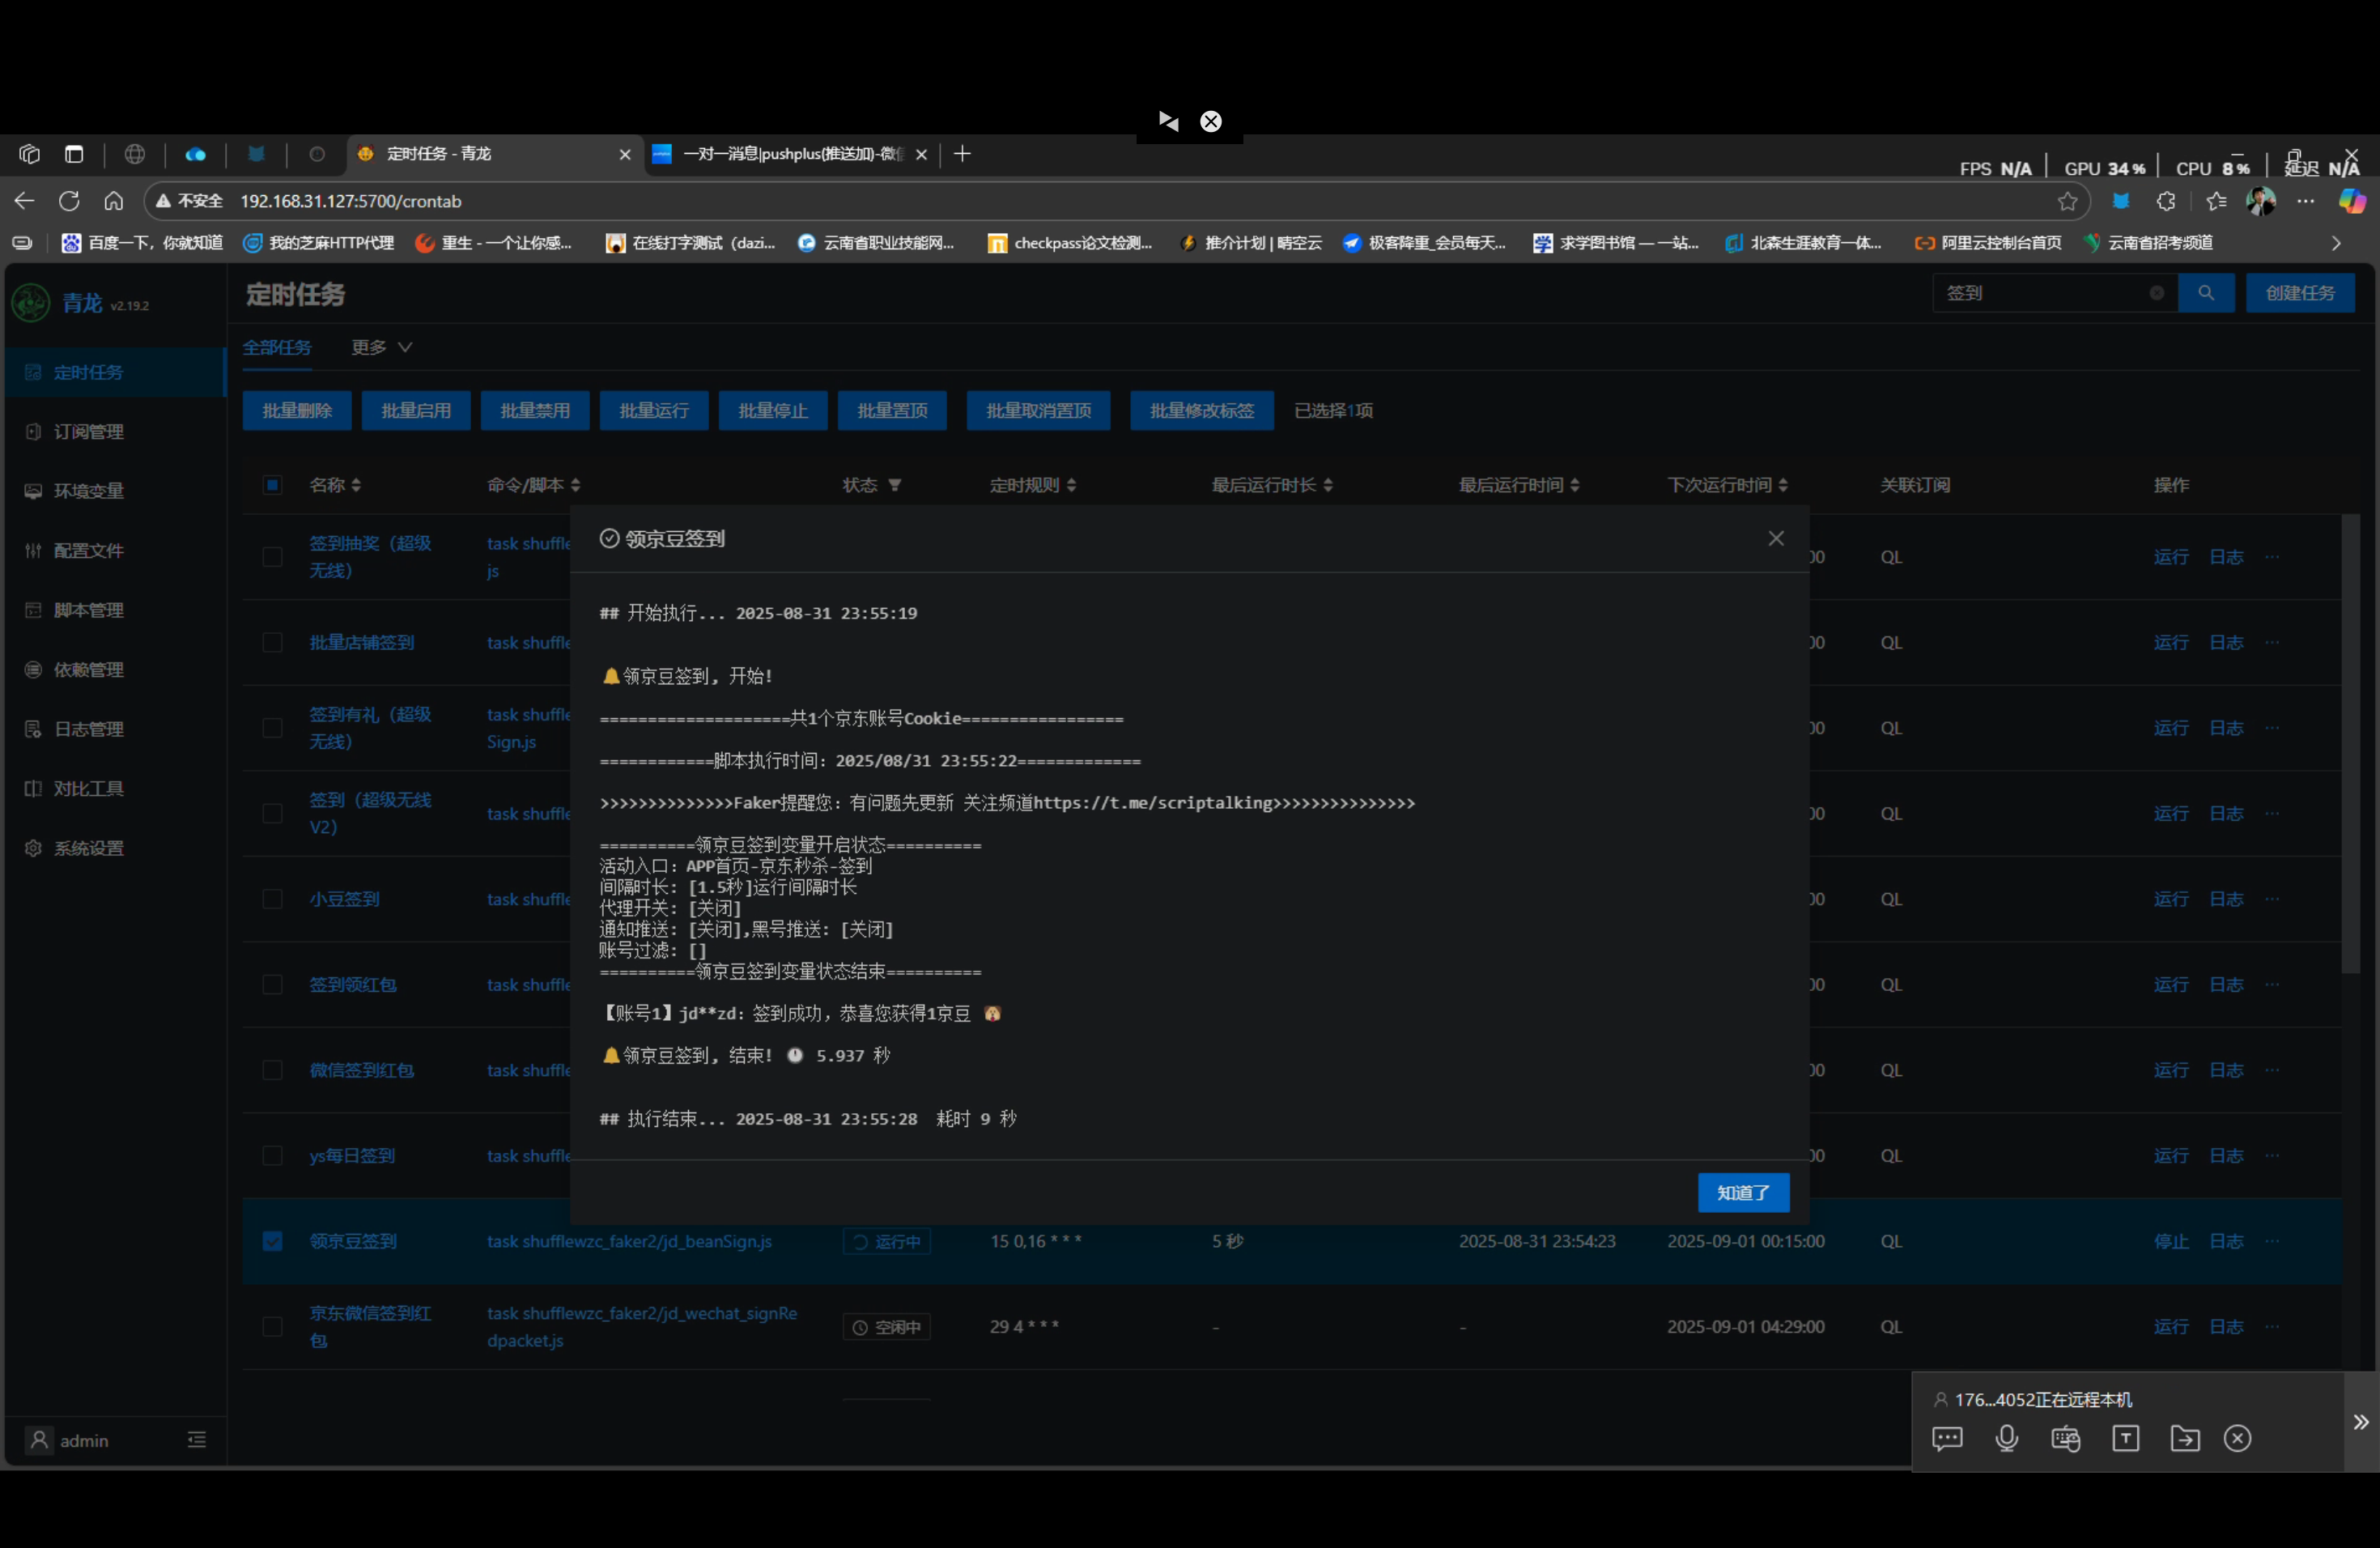 定时任务 - 青龙
一对一消息|pushplus(推送加)-微信
FPS N/A GPU 34% CPU 8% 延迟 N/A
不安全 192.168.31.127:5700/crontab
百度一下，你就知道 我的芝麻HTTP代理 重生 - 一个让你感... 在线打字测试（dazi... 云南省职业技能网... checkpass论文检测... 推介计划 | 晴空云 极客降重_会员每天... 求学图书馆 — 一站... 北森生涯教育一体... 阿里云控制台首页 云南省招考频道
青龙 v2.19.2
定时任务
订阅管理
环境变量
配置文件
脚本管理
依赖管理
日志管理
对比工具
系统设置
admin
定时任务
签到
创建任务
全部任务 更多
批量删除 批量启用 批量禁用 批量运行 批量停止 批量置顶 批量取消置顶 批量修改标签 已选择1项
名称 命令/脚本 状态 定时规则 最后运行时长 最后运行时间 下次运行时间 关联订阅 操作
签到抽奖（超级 task shuffle
无线） js 00 QL 运行 日志 ...
批量店铺签到 task shuffle 00 QL 运行 日志 ...
签到有礼（超级 task shuffle
无线） Sign.js 00 QL 运行 日志 ...
签到（超级无线 task shuffle
V2） 00 QL 运行 日志 ...
小豆签到 task shuffle 00 QL 运行 日志 ...
签到领红包 task shuffle 00 QL 运行 日志 ...
微信签到红包 task shuffle 00 QL 运行 日志 ...
ys每日签到 task shuffle 00 QL 运行 日志 ...
领京豆签到
## 开始执行... 2025-08-31 23:55:19
🔔领京豆签到, 开始!
====================共1个京东账号Cookie=================
============脚本执行时间：2025/08/31 23:55:22=============
>>>>>>>>>>>>>>Faker提醒您：有问题先更新 关注频道https://t.me/scriptalking>>>>>>>>>>>>>>>
==========领京豆签到变量开启状态==========
活动入口：APP首页-京东秒杀-签到
间隔时长：[1.5秒]运行间隔时长
代理开关：[关闭]
通知推送：[关闭],黑号推送：[关闭]
账号过滤：[]
==========领京豆签到变量状态结束==========
【账号1】jd**zd：签到成功，恭喜您获得1京豆 🐶
🔔领京豆签到, 结束! 🕛 5.937 秒
## 执行结束... 2025-08-31 23:55:28 耗时 9 秒
知道了
领京豆签到 task shufflewzc_faker2/jd_beanSign.js 运行中 15 0,16 * * * 5 秒 2025-08-31 23:54:23 2025-09-01 00:15:00 QL 停止 日志 ...
京东微信签到红 task shufflewzc_faker2/jd_wechat_signRe
包 dpacket.js 空闲中 29 4 * * * - - 2025-09-01 04:29:00 QL 运行 日志 ...
176...4052正在远程本机